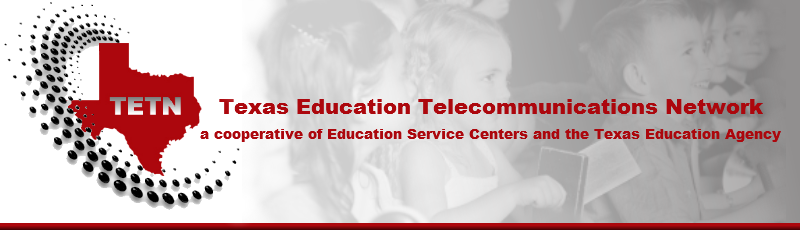 TETN
Texas Education Telecommunications Network
a cooperative of Education Service Centers and the Texas Education Agency